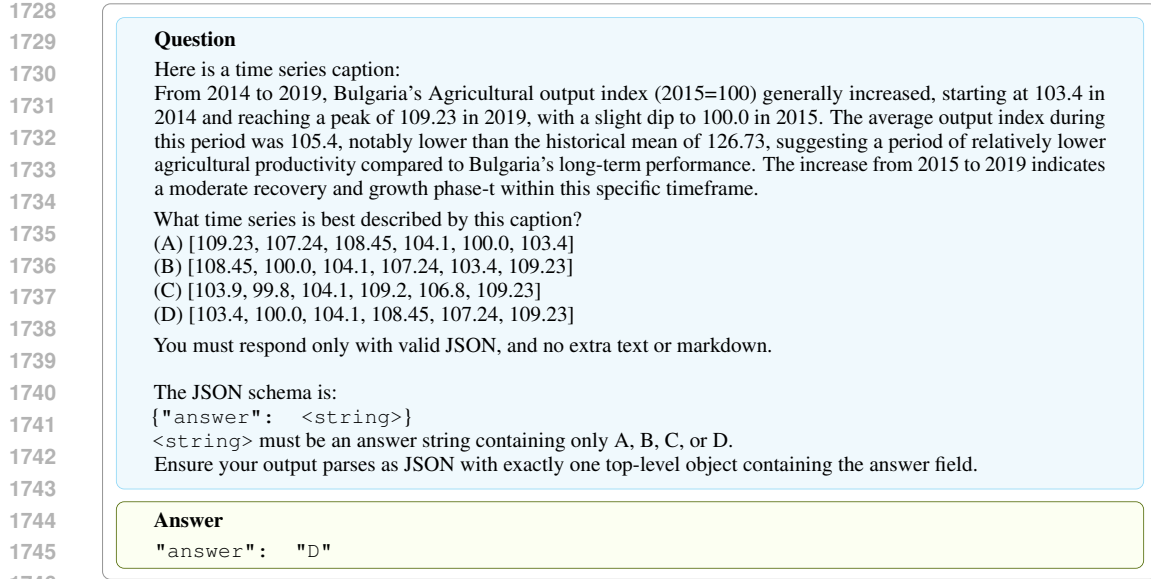 1728
1729 Question
1730 Here is a time series caption:
1731 From 2014 to 2019, Bulgaria's Agricultural output index (2015=100) generally increased, starting at 103.4 in
2014 and reaching a peak of 109.23 in 2019, with a slight dip to 100.0 in 2015. The average output index during
1732 this period was 105.4, notably lower than the historical mean of 126.73, suggesting a period of relatively lower
1733 agricultural productivity compared to Bulgaria's long-term performance. The increase from 2015 to 2019 indicates
1734 a moderate recovery and growth phase-t within this specific timeframe.
1735 What time series is best described by this caption?
1736 (A) [109.23, 107.24, 108.45, 104.1, 100.0, 103.4]
(B) [108.45, 100.0, 104.1, 107.24, 103.4, 109.23]
1737 (C) [103.9, 99.8, 104.1, 109.2, 106.8, 109.23]
1738 (D) [103.4, 100.0, 104.1, 108.45, 107.24, 109.23]
1739 You must respond only with valid JSON, and no extra text or markdown.
1740 The JSON schema is:
1741 {"answer": <string>}
1742 <string> must be an answer string containing only A, B, C, or D.
Ensure your output parses as JSON with exactly one top-level object containing the answer field.
1743
1744 Answer
1745 "answer": "D"